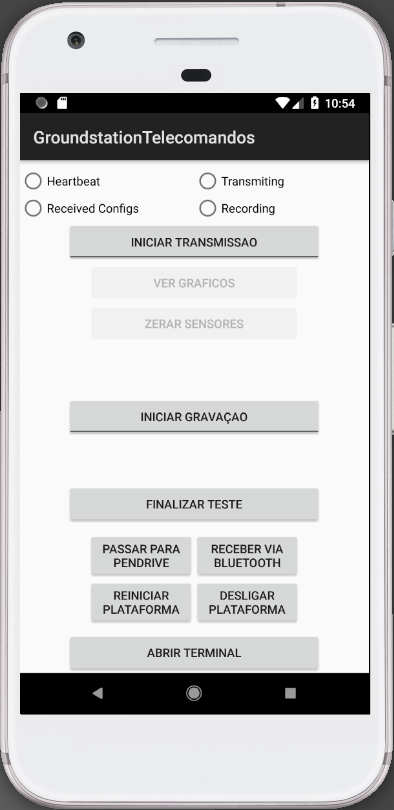 10:54
GroundstationTelecomandos
Heartbeat
Transmiting
Received Configs
Recording
INICIAR TRANSMISSAO
VER GRAFICOS
ZERAR SENSORES
INICIAR GRAVAÇAO
FINALIZAR TESTE
PASSAR PARA
PENDRIVE
RECEBER VIA
BLUETOOTH
REINICIAR
PLATAFORMA
DESLIGAR
PLATAFORMA
ABRIR TERMINAL